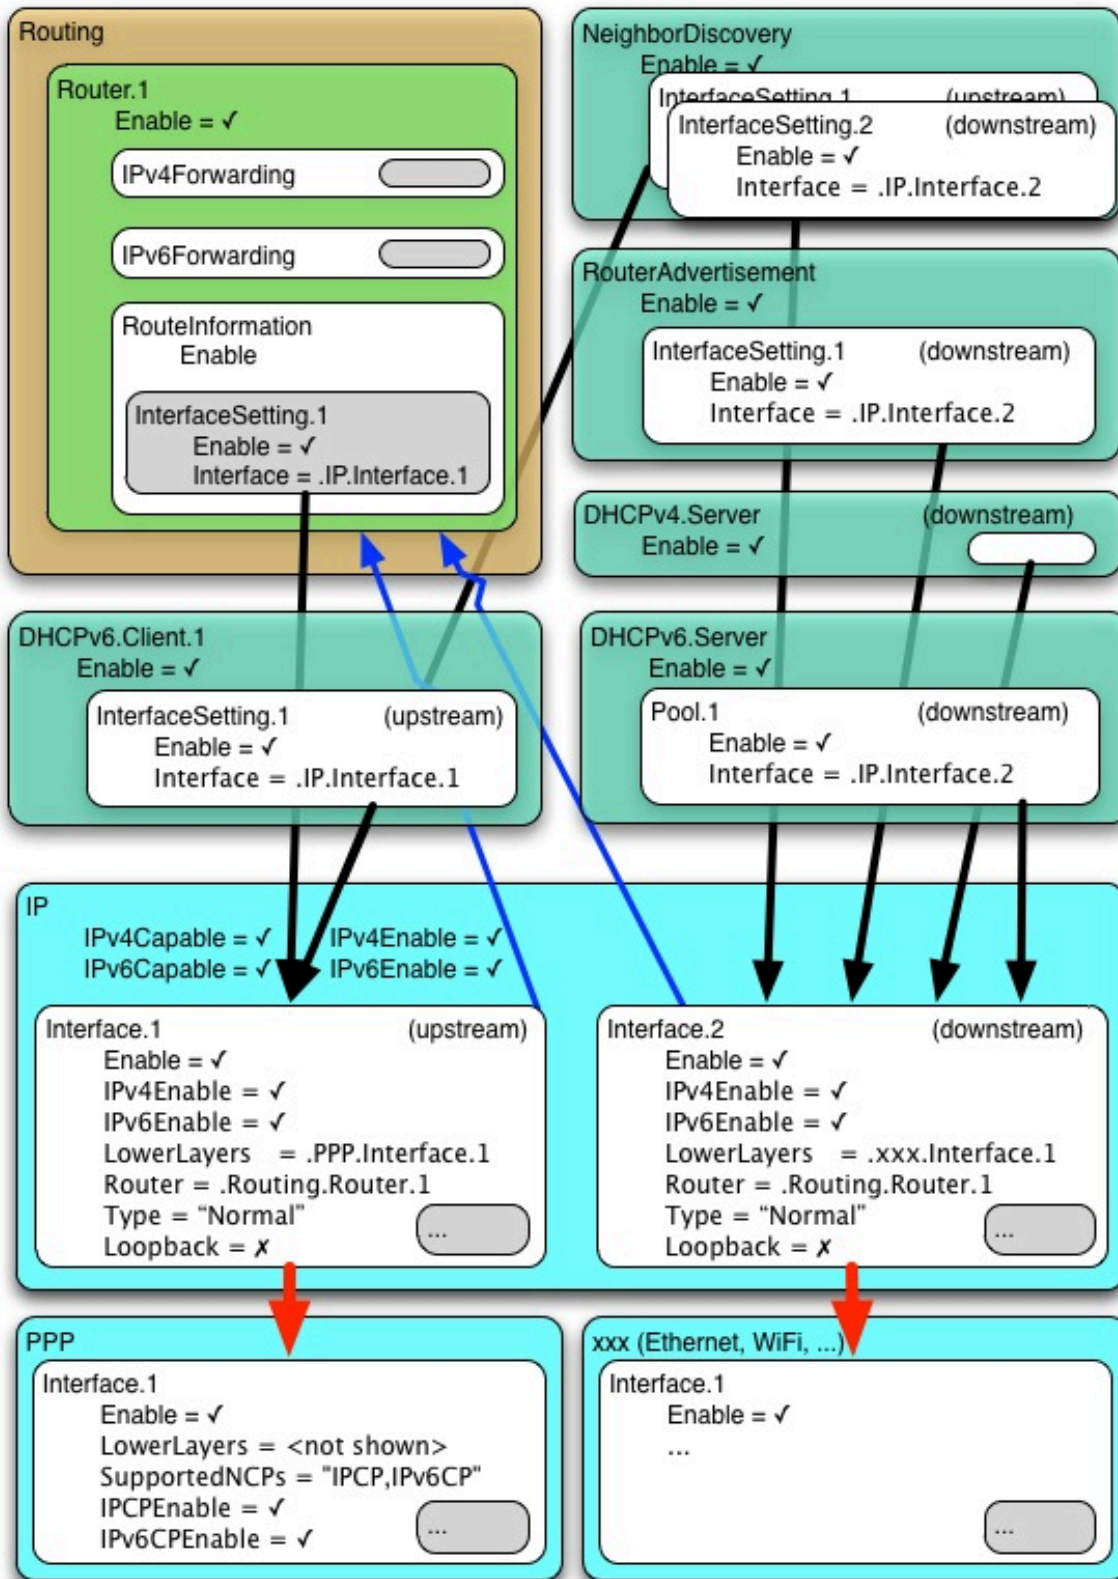 Routing
Router.1
Enable = ✓
IPv4Forwarding
IPv6Forwarding
RouteInformation
Enable
InterfaceSetting.1
Enable = ✓
Interface = .IP.Interface.1
NeighborDiscovery
Enable = ✓
InterfaceSetting.1 (upstream)
InterfaceSetting.2 (downstream)
Enable = ✓
Interface = .IP.Interface.2
RouterAdvertisement
Enable = ✓
InterfaceSetting.1 (downstream)
Enable = ✓
Interface = .IP.Interface.2
DHCPv4.Server (downstream)
Enable = ✓
DHCPv6.Client.1
Enable = ✓
InterfaceSetting.1 (upstream)
Enable = ✓
Interface = .IP.Interface.1
DHCPv6.Server
Enable = ✓
Pool.1 (downstream)
Enable = ✓
Interface = .IP.Interface.2
IP
IPv4Capable = ✓ IPv4Enable = ✓
IPv6Capable = ✓ IPv6Enable = ✓
Interface.1 (upstream)
Enable = ✓
IPv4Enable = ✓
IPv6Enable = ✓
LowerLayers = .PPP.Interface.1
Router = .Routing.Router.1
Type = “Normal”
Loopback = ✗
...
Interface.2 (downstream)
Enable = ✓
IPv4Enable = ✓
IPv6Enable = ✓
LowerLayers = .xxx.Interface.1
Router = .Routing.Router.1
Type = “Normal”
Loopback = ✗
...
PPP
Interface.1
Enable = ✓
LowerLayers = <not shown>
SupportedNCPs = "IPCP,IPv6CP"
IPCPEnable = ✓
IPv6CPEnable = ✓
...
xxx (Ethernet, WiFi, ...)
Interface.1
Enable = ✓
...
...